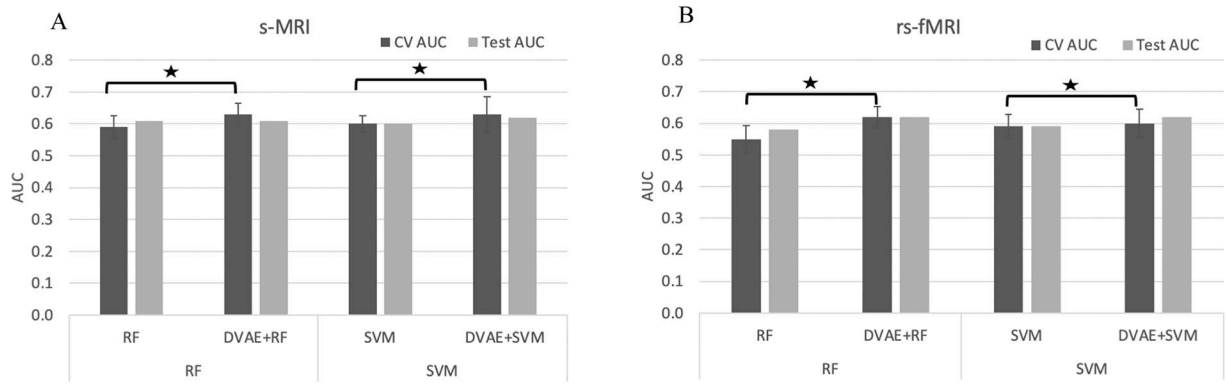 A
s-MRI
CV AUC Test AUC
0.8
0.7
0.6
0.5
0.4
0.3
0.2
0.1
0.0
AUC
RF DVAE+RF SVM DVAE+SVM
RF SVM
B
rs-fMRI
CV AUC Test AUC
0.8
0.7
0.6
0.5
0.4
0.3
0.2
0.1
0.0
AUC
RF DVAE+RF SVM DVAE+SVM
RF SVM